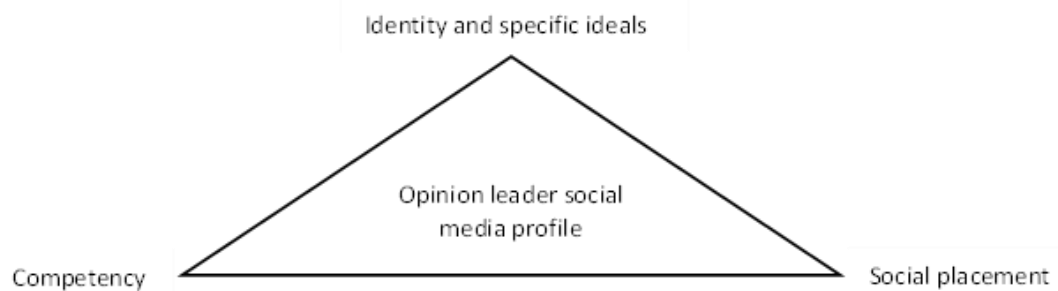 Identity and specific ideals
Opinion leader social
media profile
Competency
Social placement